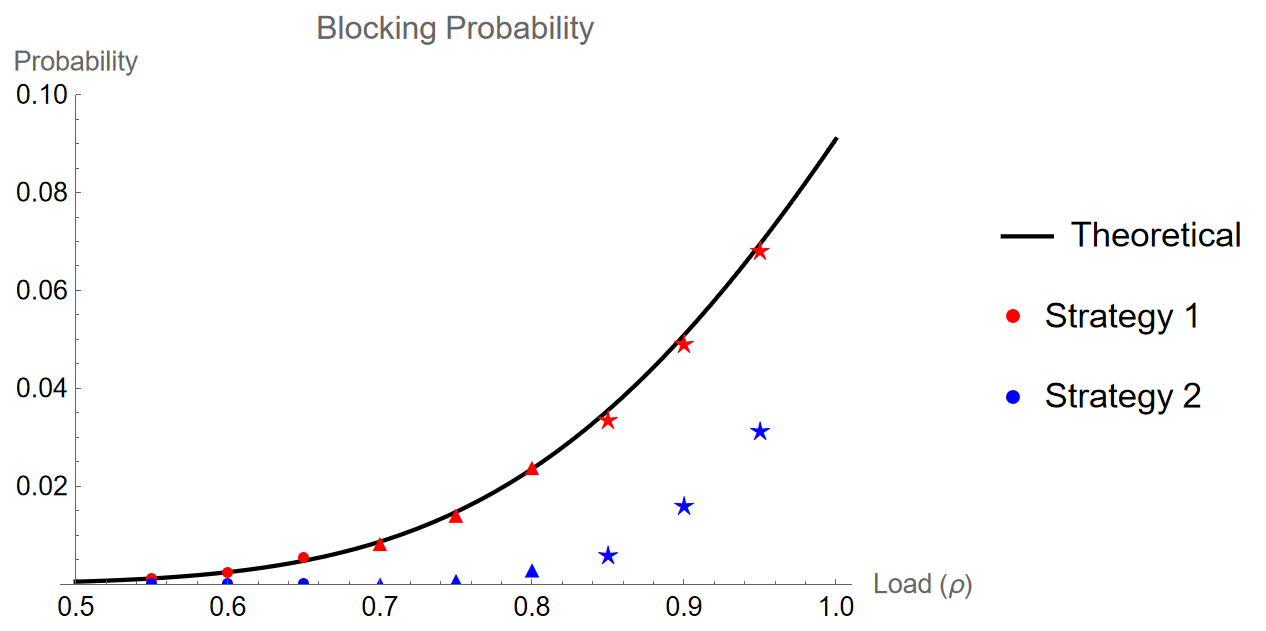 Blocking Probability
Probability
0.10
0.08
0.06
0.04
0.02
0.5 0.6 0.7 0.8 0.9 1.0
Load (ρ)
Theoretical
Strategy 1
Strategy 2